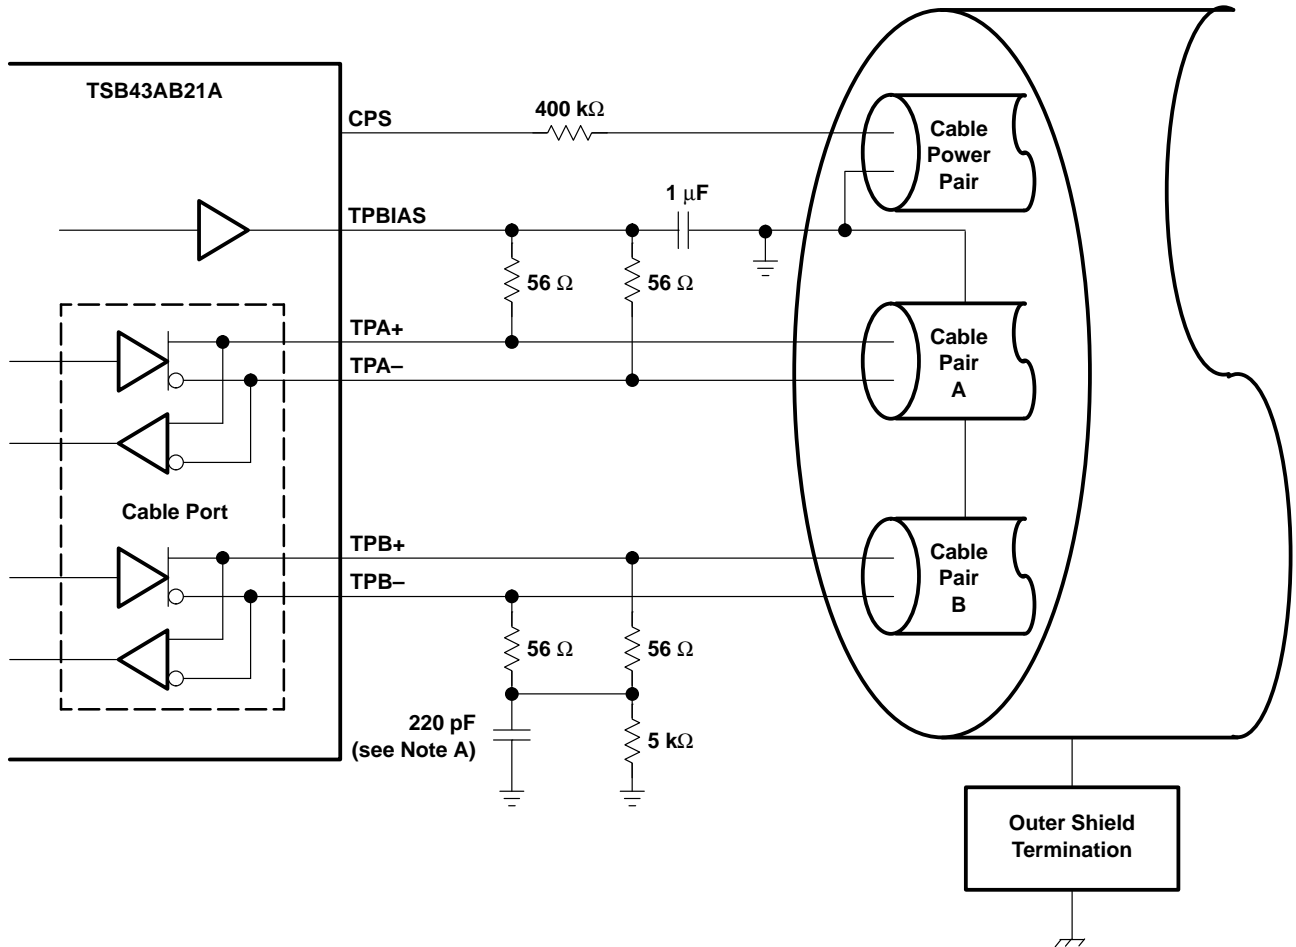 TSB43AB21A
CPS
400 kΩ
Cable
Power
Pair
TPBIAS
1 μF
56 Ω
56 Ω
TPA+
TPA–
Cable
Pair
A
Cable Port
TPB+
TPB–
Cable
Pair
B
56 Ω
56 Ω
220 pF
(see Note A)
5 kΩ
Outer Shield
Termination